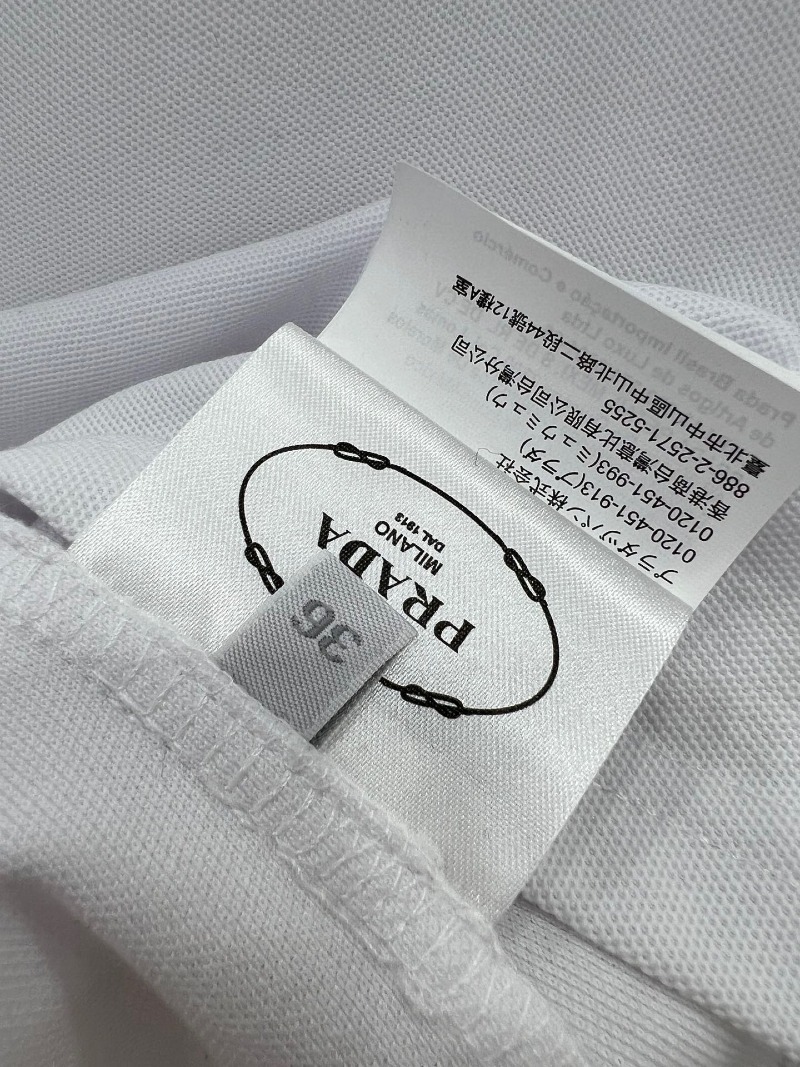 PRADA
MILANO
DAL 1913
36
プラダジャパン株式会社
0120-451-913(プラダ)
0120-451-993(ミュウミュウ)
香港商台灣意比有限公司台灣分公司
886-2-2571-5255
臺北市中山區中山北路二段44號12樓A室
Prada Brasil Importação e Comércio
de Artigos de Luxo Ltda